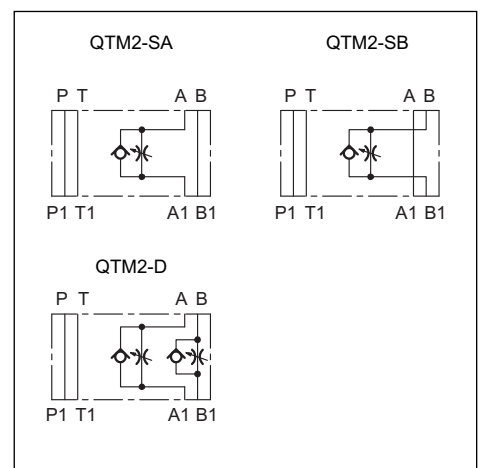 QTM2-SA QTM2-SB
P T A B P T A B
P1 T1 A1 B1 P1 T1 A1 B1
QTM2-D
P T A B
P1 T1 A1 B1